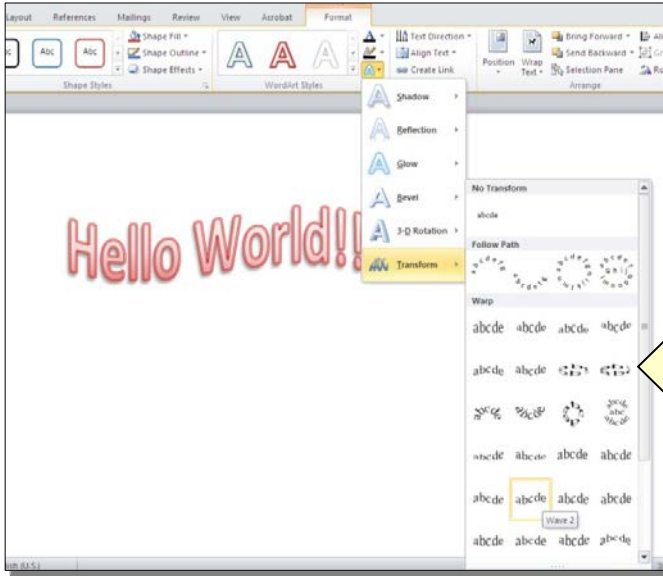 Layout References Mailings Review View Acrobat Format
Abc Abc
Shape Fill
Shape Outline
Shape Effects
Shape Styles
A A A
WordArt Styles
Text Direction
Align Text
Create Link
Position
Wrap Text
Bring Forward
Send Backward
Selection Pane
Arrange
Shadow
Reflection
Glow
Bevel
3-D Rotation
Transform
Hello World!!
No Transform
abcde
Follow Path
Warp
abcde abcde abcde abcde
abcde abcde
abcde abcde abcde abcde
abcde abcde abcde abcde
Wave 2
abcde abcde abcde abcde